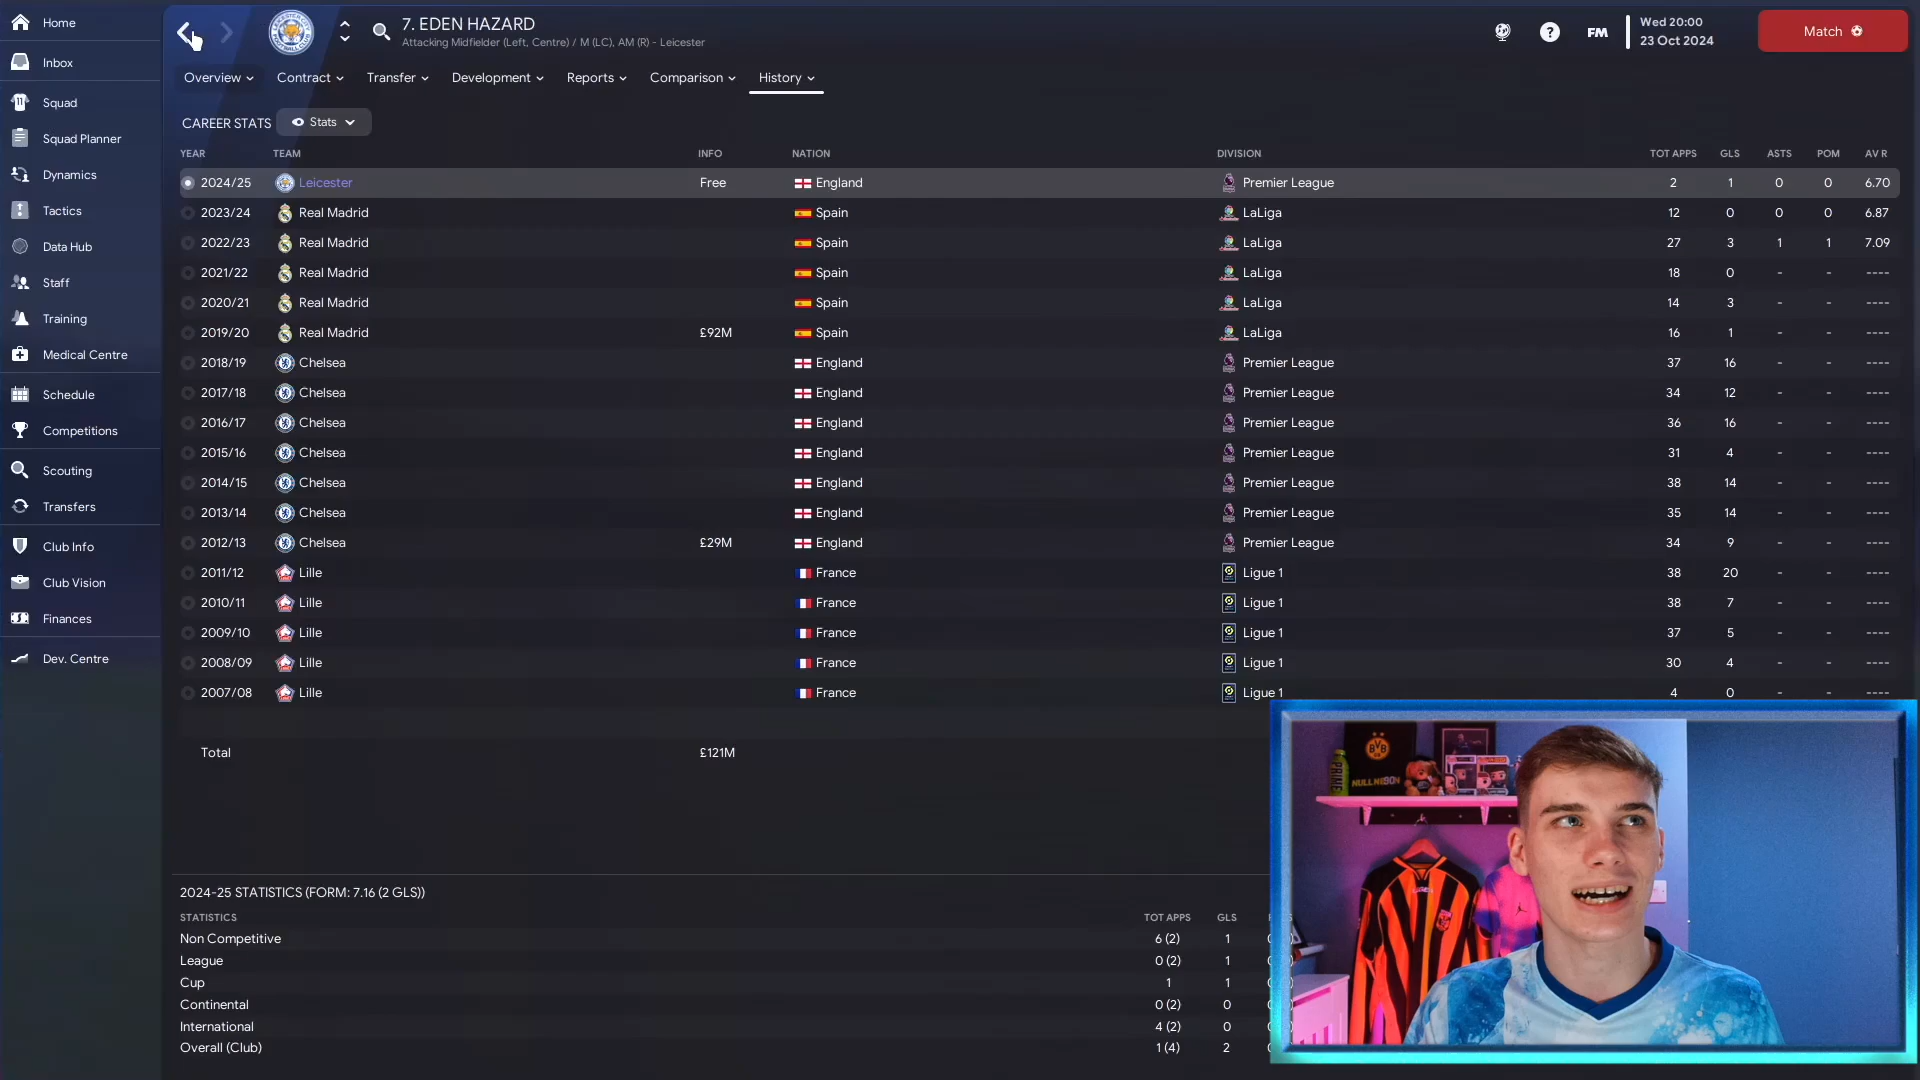 Home
Inbox
Squad
Squad Planner
Dynamics
Tactics
Data Hub
Staff
Training
Medical Centre
Schedule
Competitions
Scouting
Transfers
Club Info
Club Vision
Finances
Dev. Centre
7. EDEN HAZARD
Attacking Midfielder (Left, Centre) / M (LC), AM (R) - Leicester
FM
Wed 20:00
23 Oct 2024
Match
Overview Contract Transfer Development Reports Comparison History
CAREER STATS Stats
YEAR TEAM INFO NATION DIVISION TOT APPS GLS ASTS POM AV R
2024/25 Leicester Free England Premier League 2 1 0 0 6.70
2023/24 Real Madrid Spain LaLiga 12 0 0 0 6.87
2022/23 Real Madrid Spain LaLiga 27 3 1 1 7.09
2021/22 Real Madrid Spain LaLiga 18 0 - - ----
2020/21 Real Madrid Spain LaLiga 14 3 - - ----
2019/20 Real Madrid £92M Spain LaLiga 16 1 - - ----
2018/19 Chelsea England Premier League 37 16 - - ----
2017/18 Chelsea England Premier League 34 12 - - ----
2016/17 Chelsea England Premier League 36 16 - - ----
2015/16 Chelsea England Premier League 31 4 - - ----
2014/15 Chelsea England Premier League 38 14 - - ----
2013/14 Chelsea England Premier League 35 14 - - ----
2012/13 Chelsea £29M England Premier League 34 9 - - ----
2011/12 Lille France Ligue 1 38 20 - - ----
2010/11 Lille France Ligue 1 38 7 - - ----
2009/10 Lille France Ligue 1 37 5 - - ----
2008/09 Lille France Ligue 1 30 4 - - ----
2007/08 Lille France Ligue 1 4 0 - - ----
Total £121M
2024-25 STATISTICS (FORM: 7.16 (2 GLS))
STATISTICS TOT APPS GLS
Non Competitive 6 (2) 1
League 0 (2) 1
Cup 1 1
Continental 0 (2) 0
International 4 (2) 0
Overall (Club) 1 (4) 2
BVB
09
PRIME